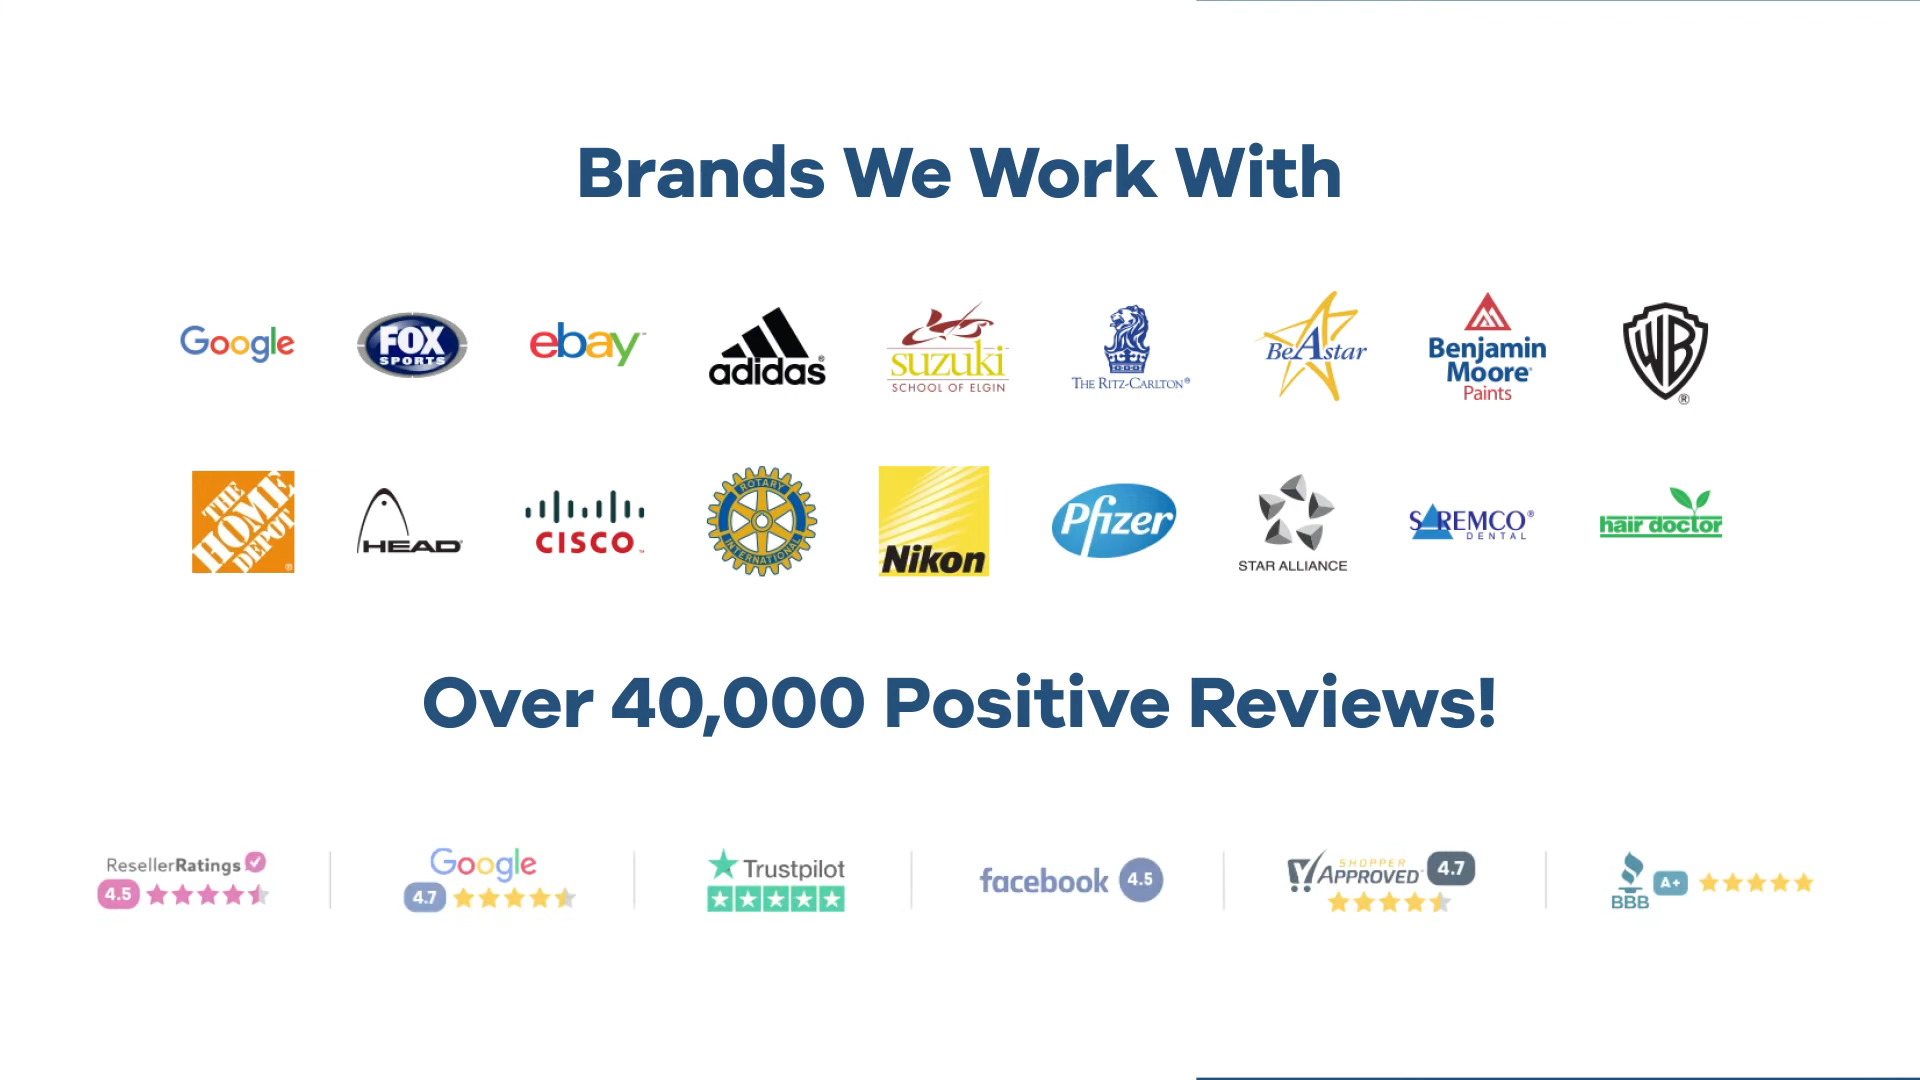 Brands We Work With
Google
FOX
SPORTS
ebay™
adidas®
suzuki
SCHOOL OF ELGIN
THE RITZ-CARLTON®
BeAstar
Benjamin
Moore®
Paints
WB®
THE
HOME
DEPOT®
HEAD
CISCO™
ROTARY
INTERNATIONAL
Nikon
Pfizer
STAR ALLIANCE
SAREMCO®
DENTAL
hair doctor
Over 40,000 Positive Reviews!
ResellerRatings
4.5
Google
4.7
Trustpilot
facebook 4.5
SHOPPER
APPROVED 4.7
BBB
A+